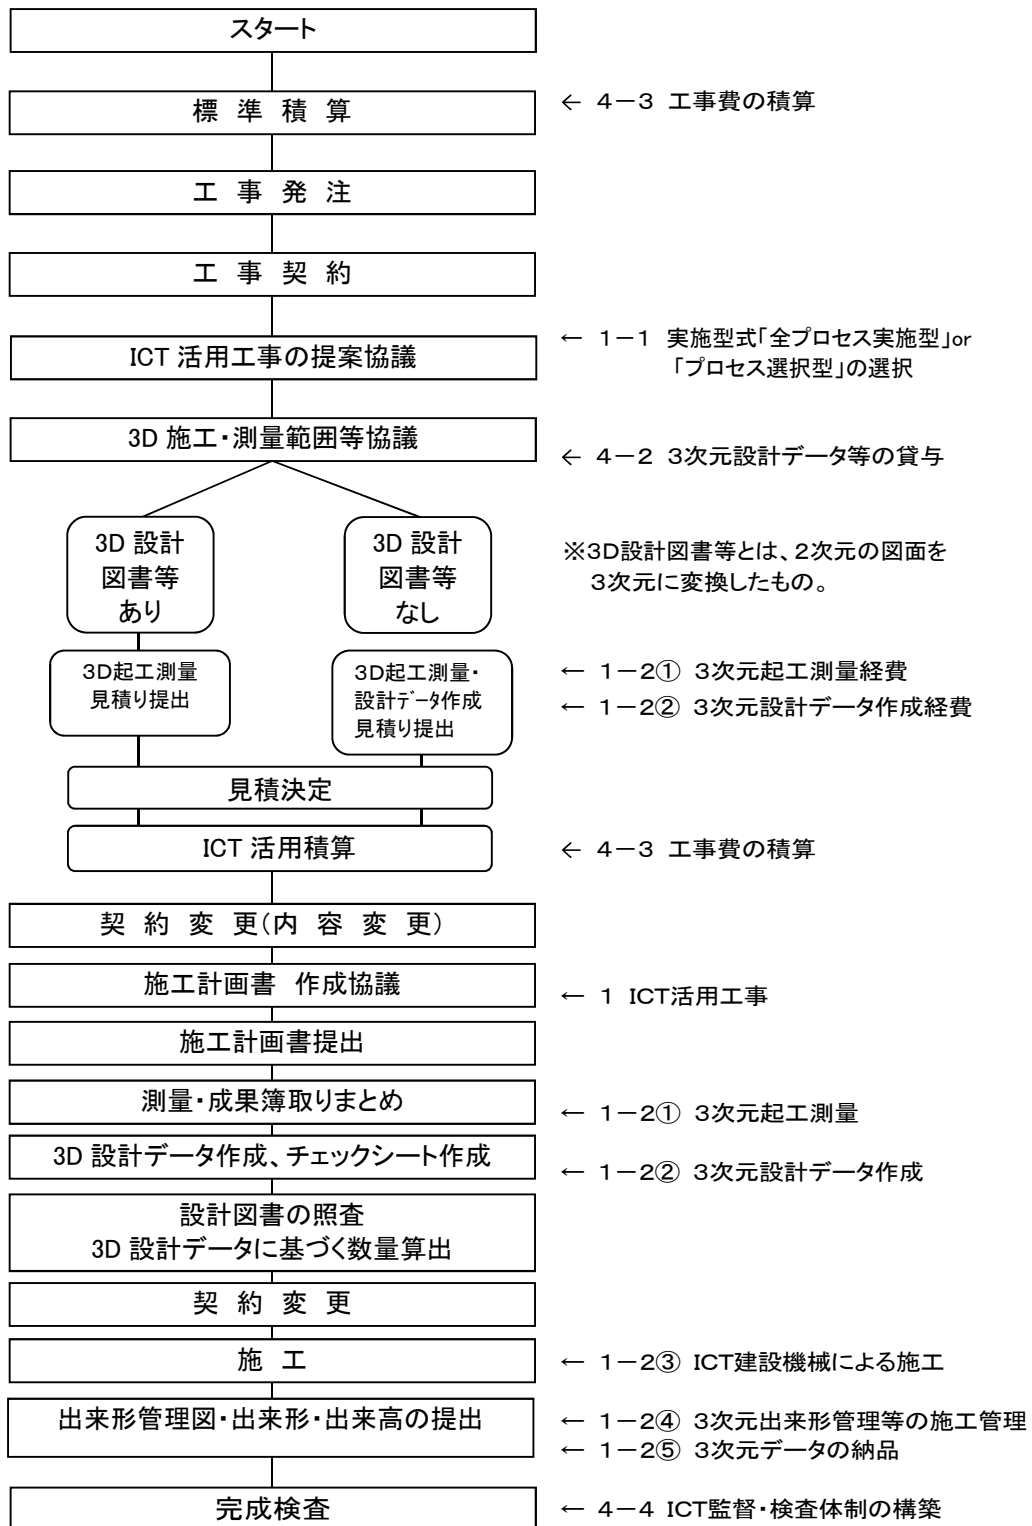 スタート
標 準 積 算
← 4－3 工事費の積算
工 事 発 注
工 事 契 約
ICT 活用工事の提案協議
← 1－1 実施型式「全プロセス実施型」or
「プロセス選択型」の選択
3D 施工・測量範囲等協議
← 4－2 3次元設計データ等の貸与
3D 設計
図書等
あり
3D 設計
図書等
なし
※3D設計図書等とは、2次元の図面を
3次元に変換したもの。
3D起工測量
見積り提出
3D起工測量・
設計ﾃﾞｰﾀ作成
見積り提出
← 1－2① 3次元起工測量経費
← 1－2② 3次元設計データ作成経費
見積決定
ICT 活用積算
← 4－3 工事費の積算
契 約 変 更（内 容 変 更）
施工計画書 作成協議
← 1 ICT活用工事
施工計画書提出
測量・成果簿取りまとめ
← 1－2① 3次元起工測量
3D 設計データ作成、チェックシート作成
← 1－2② 3次元設計データ作成
設計図書の照査
3D 設計データに基づく数量算出
契 約 変 更
施 工
← 1－2③ ICT建設機械による施工
出来形管理図・出来形・出来高の提出
← 1－2④ 3次元出来形管理等の施工管理
← 1－2⑤ 3次元データの納品
完成検査
← 4－4 ICT監督・検査体制の構築